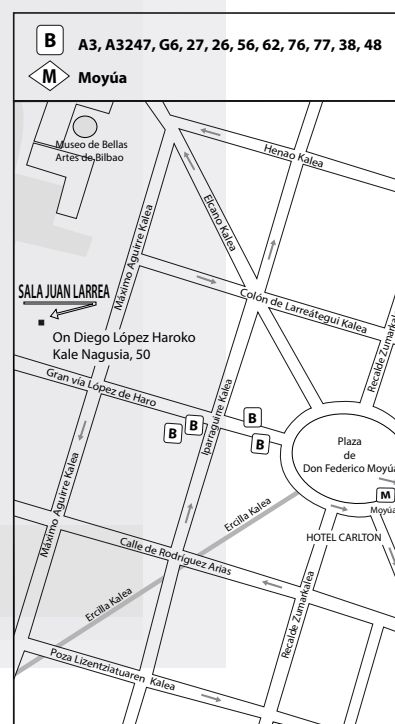 B A3, A3247, G6, 27, 26, 56, 62, 76, 77, 38, 48
M Moyúa
Museo de Bellas
Artes de Bilbao
Henao Kalea
Elcano Kalea
Máximo Aguirre Kalea
Colón de Larreátegui Kalea
SALA JUAN LARREA
On Diego López Haroko
Kale Nagusia, 50
Recalde Zumarkal
Gran vía López de Haro
Iparraguirre Kalea
B
B
B
B
Plaza
de
Don Federico Moyúa
M
Moyúa
Ercilla Kalea
HOTEL CARLTON
Máximo Aguirre Kalea
Calle de Rodríguez Arias
Ercilla Kalea
Recalde Zumarkalea
Poza Lizentziatuaren Kalea